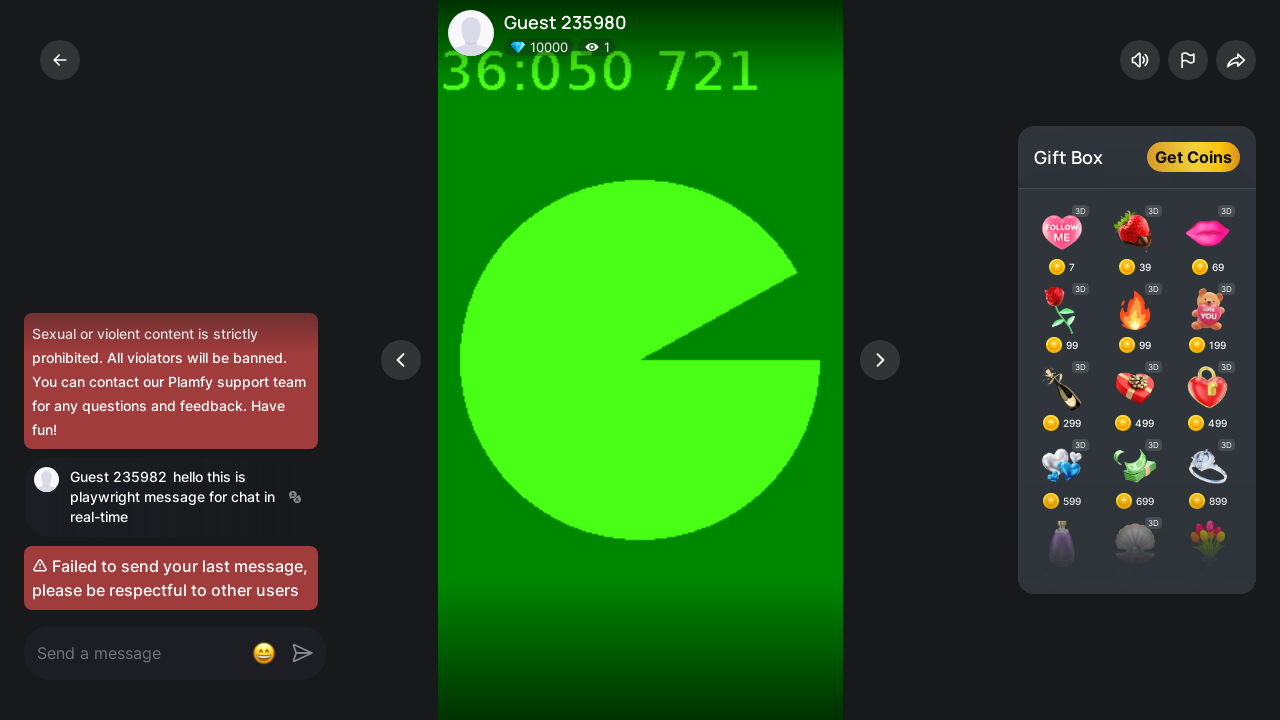 Guest 235980
10000 1
36:050 721
Gift Box
Get Coins
FOLLOW ME
3D
3D
3D
7
39
69
3D
3D
LOVE YOU
3D
99
99
199
3D
3D
3D
299
499
499
3D
3D
3D
599
699
899
3D
Sexual or violent content is strictly
prohibited. All violators will be banned.
You can contact our Plamfy support team
for any questions and feedback. Have
fun!
Guest 235982 hello this is
playwright message for chat in
real-time
Failed to send your last message,
please be respectful to other users
Send a message